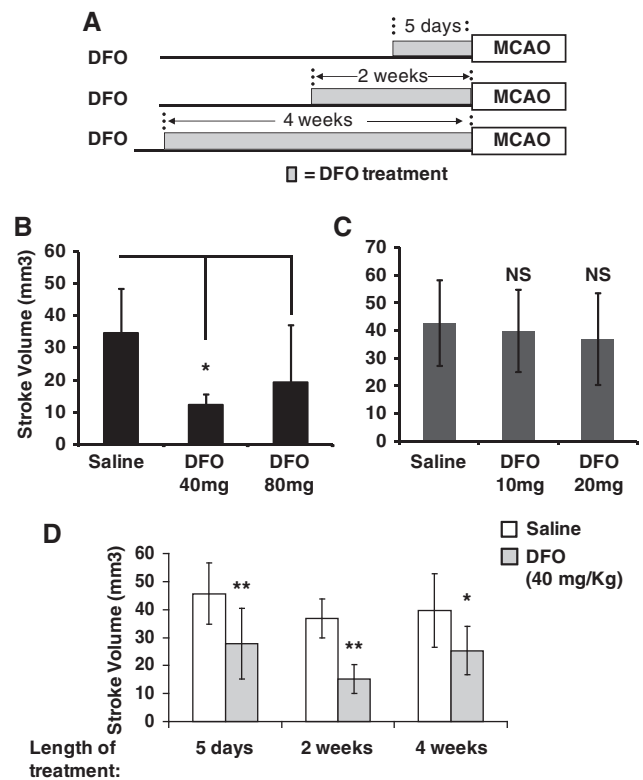 A
5 days
DFO MCAO
2 weeks
DFO MCAO
4 weeks
DFO MCAO
= DFO treatment
B
Stroke Volume (mm3)
60
50
40
30
20
10
0
*
Saline DFO DFO
40mg 80mg
C
70
60
50
40
30
20
10
0
NS NS
Saline DFO DFO
10mg 20mg
D
Saline
DFO
(40 mg/Kg)
Stroke Volume (mm3)
60
50
40
30
20
10
0
** ** *
Length of treatment: 5 days 2 weeks 4 weeks